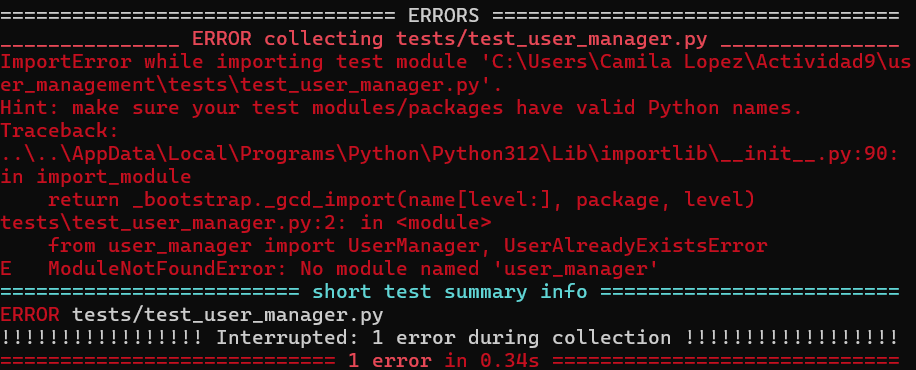 ================================= ERRORS ==================================
_______________ ERROR collecting tests/test_user_manager.py _______________
ImportError while importing test module 'C:\Users\Camila Lopez\Actividad9\us
er_management\tests\test_user_manager.py'.
Hint: make sure your test modules/packages have valid Python names.
Traceback:
..\..\AppData\Local\Programs\Python\Python312\Lib\importlib\__init__.py:90:
in import_module
    return _bootstrap._gcd_import(name[level:], package, level)
tests\test_user_manager.py:2: in <module>
    from user_manager import UserManager, UserAlreadyExistsError
E   ModuleNotFoundError: No module named 'user_manager'
========================= short test summary info =========================
ERROR tests/test_user_manager.py
!!!!!!!!!!!!!!!!! Interrupted: 1 error during collection !!!!!!!!!!!!!!!!!!
============================ 1 error in 0.34s =============================